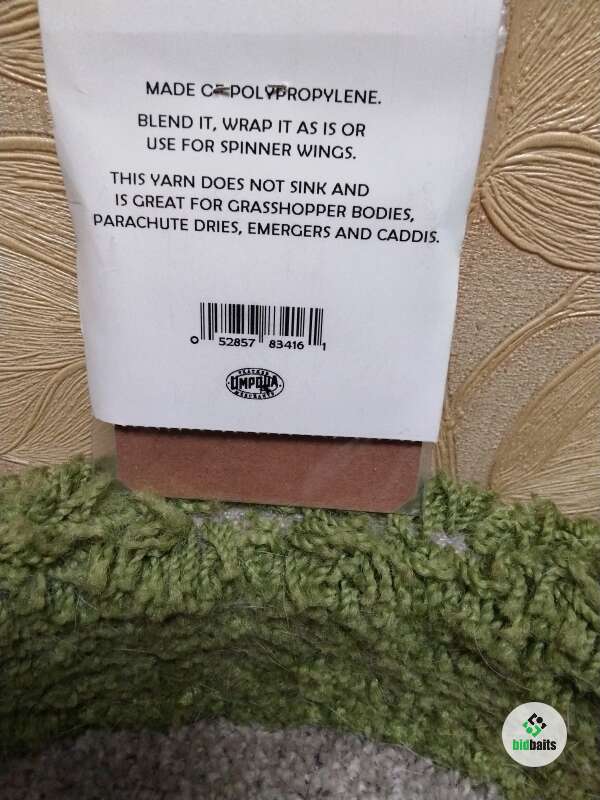 MADE OF POLYPROPYLENE.
BLEND IT, WRAP IT AS IS OR
USE FOR SPINNER WINGS.
THIS YARN DOES NOT SINK AND
IS GREAT FOR GRASSHOPPER BODIES,
PARACHUTE DRIES, EMERGERS AND CADDIS.
0 52857 83416 1
UMPQUA
bidbaits